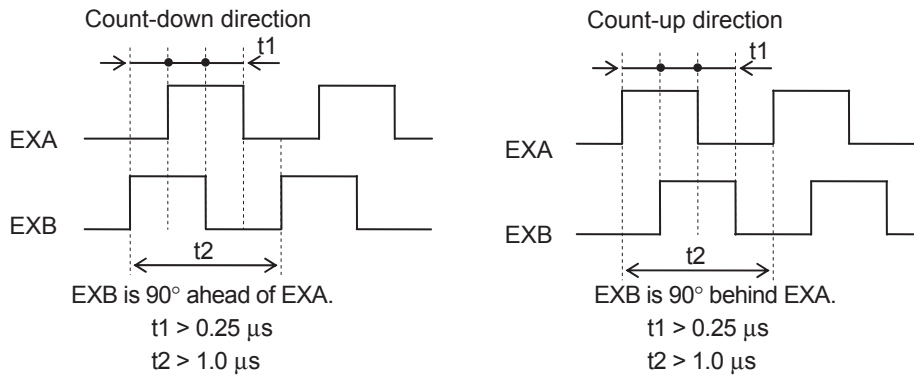 Count-down direction
t1
EXA
EXB
t2
EXB is 90° ahead of EXA.
t1 > 0.25 μs
t2 > 1.0 μs
Count-up direction
t1
EXA
EXB
t2
EXB is 90° behind EXA.
t1 > 0.25 μs
t2 > 1.0 μs